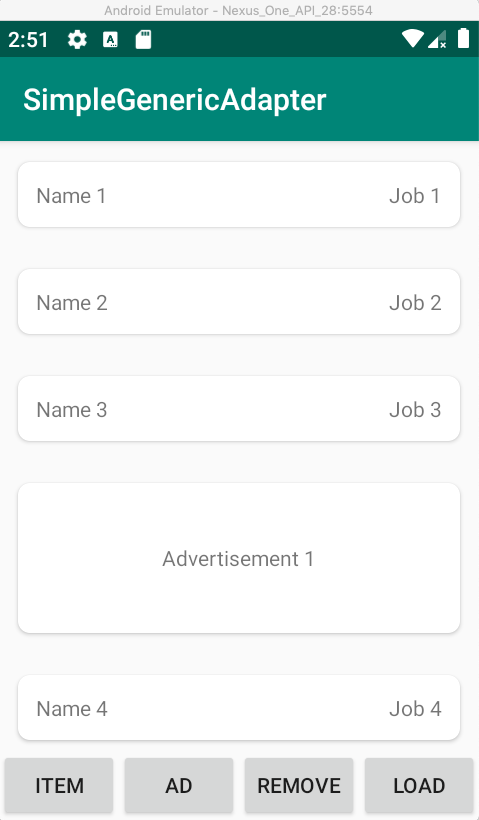 Android Emulator - Nexus_One_API_28:5554
2:51 A
SimpleGenericAdapter
Name 1 Job 1
Name 2 Job 2
Name 3 Job 3
Advertisement 1
Name 4 Job 4
ITEM AD REMOVE LOAD